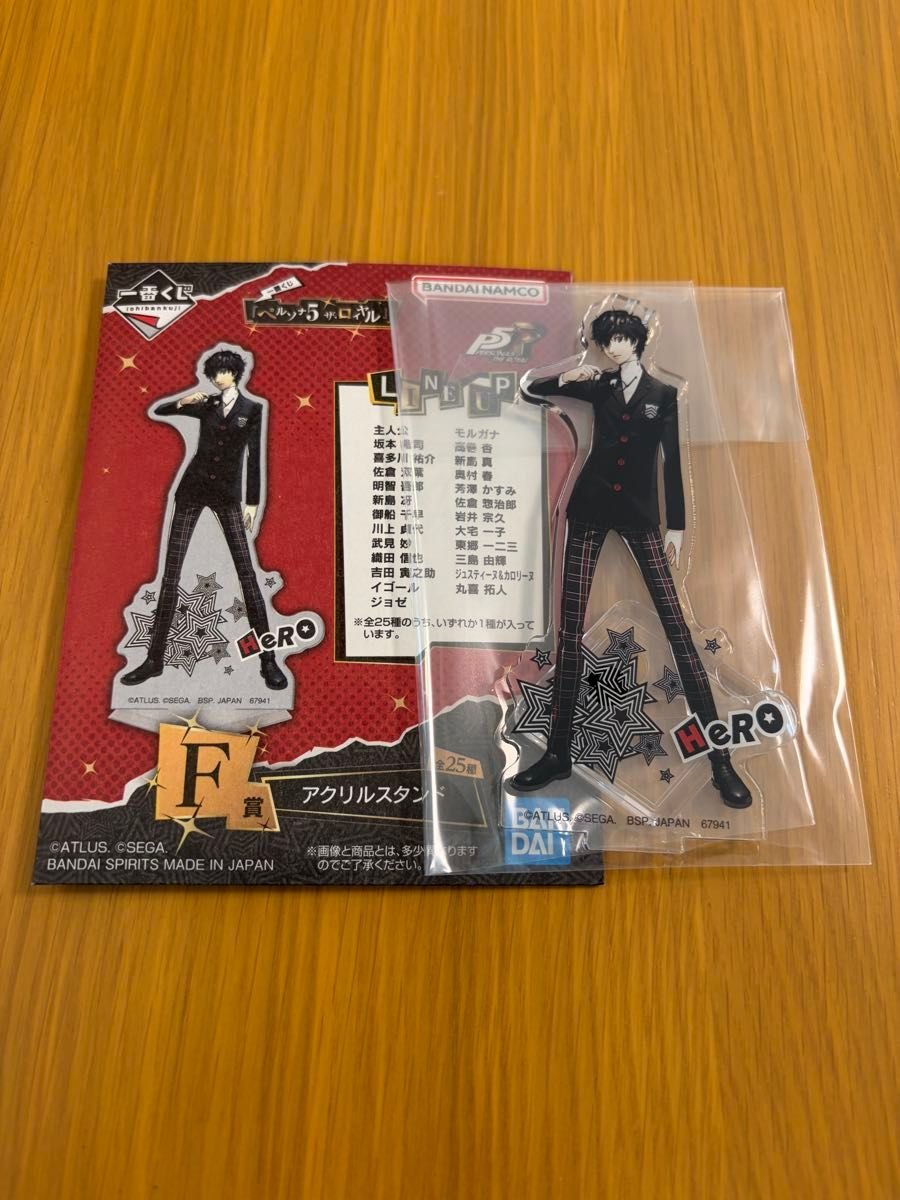 一番くじ
ichibankuji
一番くじ
ペルソナ5 ザ・ロイヤル
BANDAI NAMCO
P5
PERSONA5
THE ROYAL
LINE UP
主人公
坂本 竜司
喜多川 祐介
佐倉 双葉
明智 吾郎
新島 冴
御船 千早
川上 貞代
武見 妙
織田 信也
吉田 寅之助
イゴール
ジョゼ
モルガナ
高巻 杏
新島 真
奥村 春
芳澤 かすみ
佐倉 惣治郎
岩井 宗久
大宅 一子
東郷 一二三
三島 由輝
ジュスティーヌ&カロリーヌ
丸喜 拓人
※全25種のうち、いずれか1種が入って
います。
HeRO
©ATLUS. ©SEGA. BSP. JAPAN 67941
F賞
全25種
アクリルスタンド
©ATLUS. ©SEGA.
BANDAI SPIRITS MADE IN JAPAN
※画像と商品とは、多少異なります
のでご了承ください。
BAN
DAI
HeRO
©ATLUS. ©SEGA. BSP. JAPAN 67941